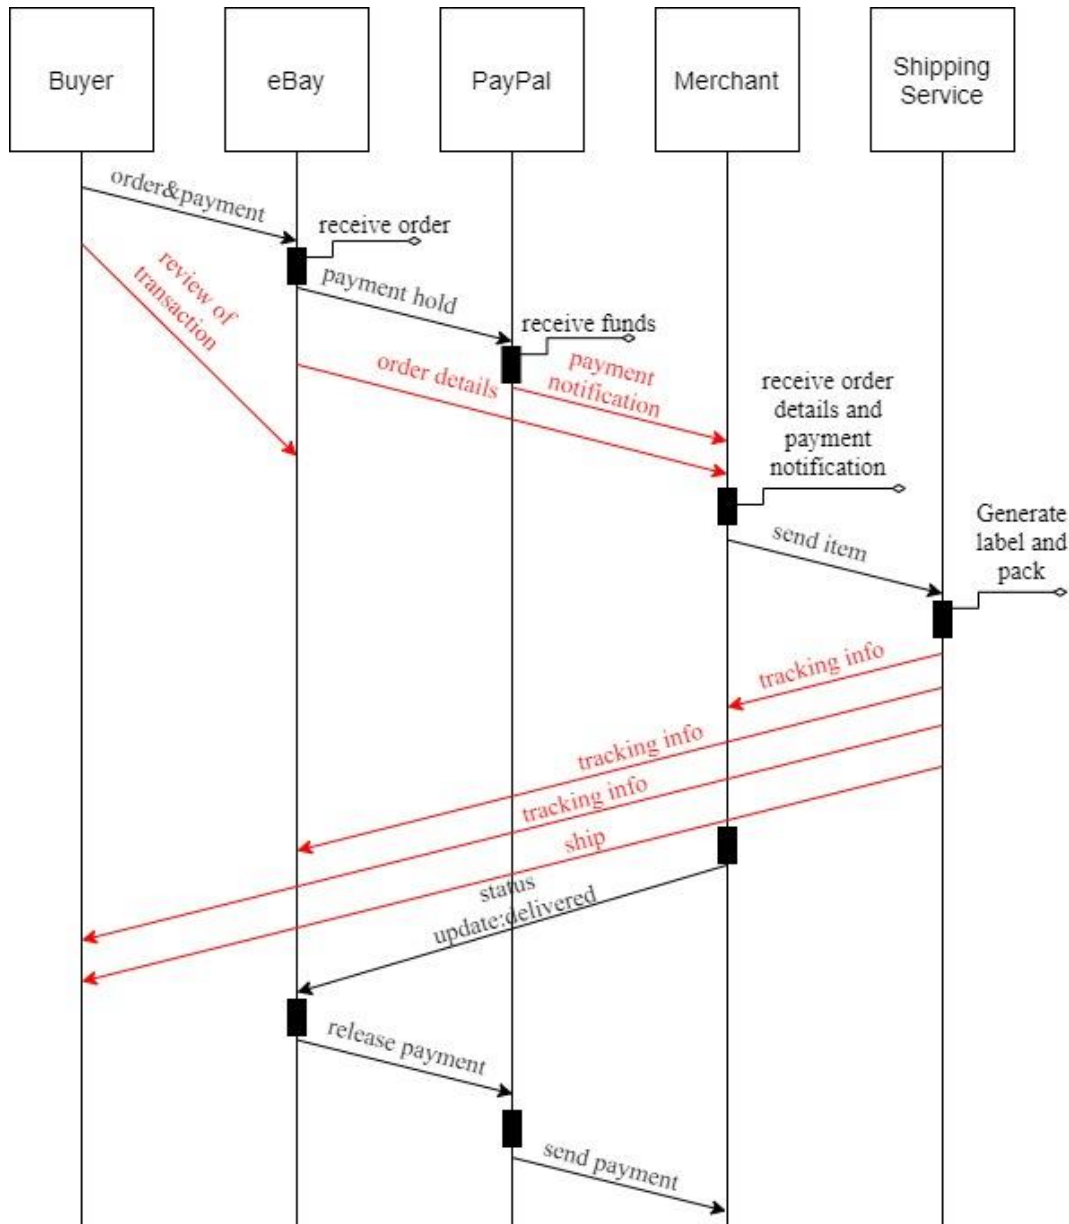 Buyer
eBay
PayPal
Merchant
Shipping
Service
order&payment
receive order
review of
transaction
payment hold
receive funds
order details
payment
notification
receive order
details and
payment
notification
send item
Generate
label and
pack
tracking info
tracking info
tracking info
ship
status
update:delivered
release payment
send payment